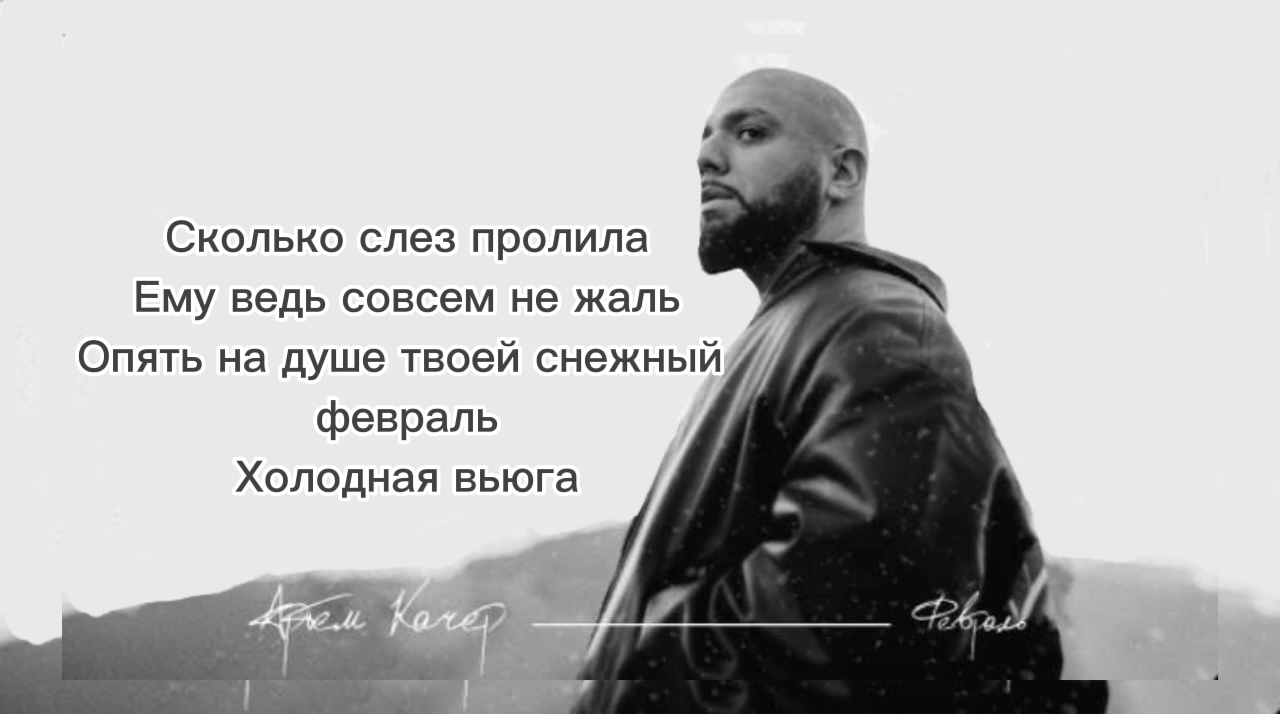 Сколько слез пролила
Ему ведь совсем не жаль
Опять на душе твоей снежный
февраль
Холодная вьюга
Артем Качер — Февраль